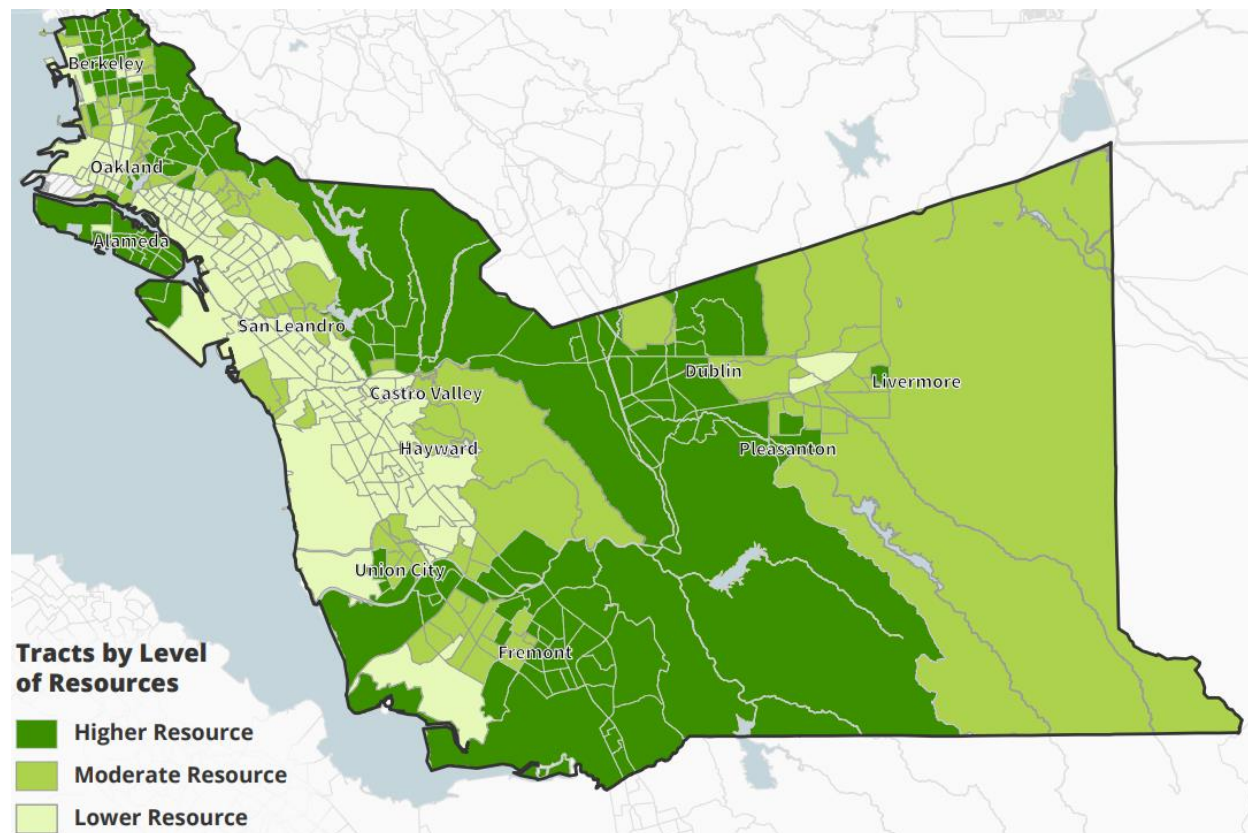 Berkeley
Oakland
Alameda
San Leandro
Castro Valley
Hayward
Dublin
Livermore
Pleasanton
Union City
Fremont
Tracts by Level
of Resources
Higher Resource
Moderate Resource
Lower Resource